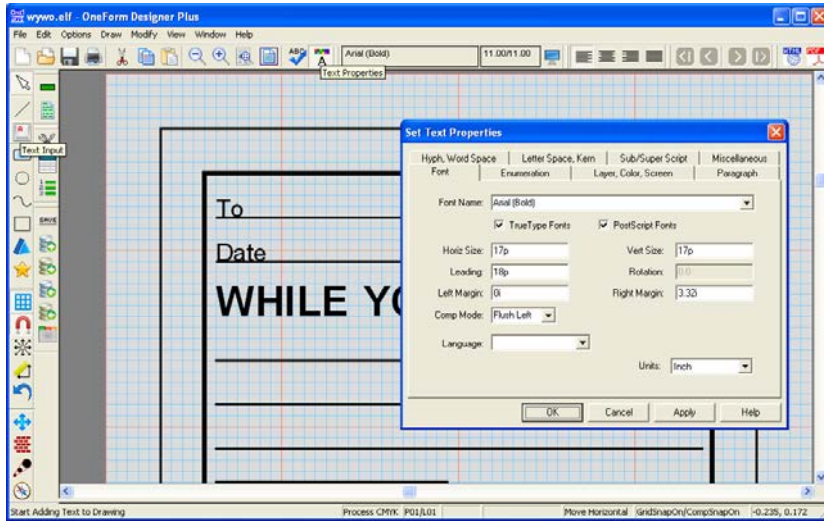 wywo.elf - OneForm Designer Plus
File Edit Options Draw Modify View Window Help
ABC A Arial (Bold) 11.00/11.00 HTML PDF
Text Properties
A
Text Input
SAVE
To
Date
WHILE YO
Set Text Properties
Hyph, Word Space Letter Space, Kern Sub/Super Script Miscellaneous
Font Enumeration Layer, Color, Screen Paragraph
Font Name: Arial (Bold)
TrueType Fonts PostScript Fonts
Horiz Size: 17p Vert Size: 17p
Leading: 18p Rotation: 0.0
Left Margin: 0i Right Margin: 3.32i
Comp Mode: Flush Left
Language:
Units: Inch
OK Cancel Apply Help
Start Adding Text to Drawing Process CMYK P01/L01 Move Horizontal GridSnapOn/CompSnapOn -0.235, 0.172